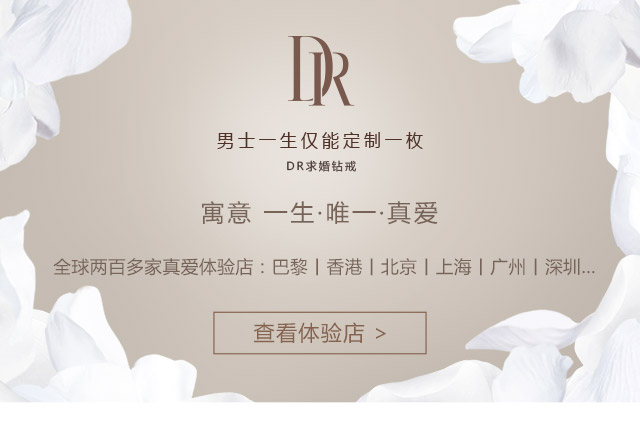 DR
男士一生仅能定制一枚
DR求婚钻戒
寓意 一生·唯一·真爱
全球两百多家真爱体验店：巴黎丨香港丨北京丨上海丨广州丨深圳...
查看体验店 >